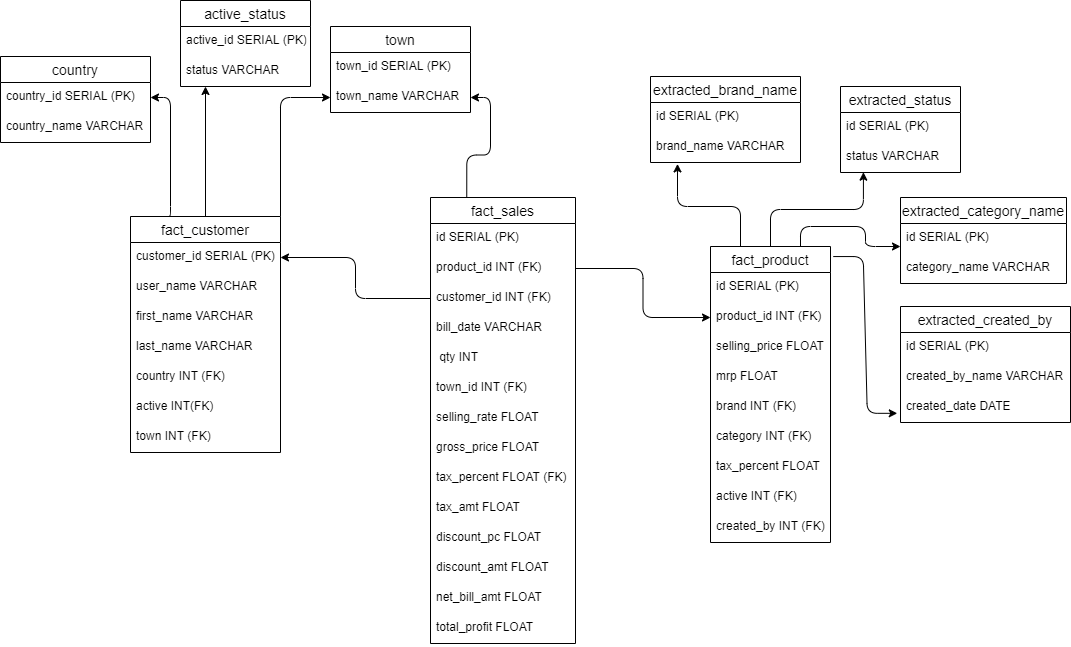 active_status
active_id SERIAL (PK)
status VARCHAR
town
town_id SERIAL (PK)
town_name VARCHAR
country
country_id SERIAL (PK)
country_name VARCHAR
extracted_brand_name
id SERIAL (PK)
brand_name VARCHAR
extracted_status
id SERIAL (PK)
status VARCHAR
fact_customer
customer_id SERIAL (PK)
user_name VARCHAR
first_name VARCHAR
last_name VARCHAR
country INT (FK)
active INT(FK)
town INT (FK)
fact_sales
id SERIAL (PK)
product_id INT (FK)
customer_id INT (FK)
bill_date VARCHAR
qty INT
town_id INT (FK)
selling_rate FLOAT
gross_price FLOAT
tax_percent FLOAT (FK)
tax_amt FLOAT
discount_pc FLOAT
discount_amt FLOAT
net_bill_amt FLOAT
total_profit FLOAT
fact_product
id SERIAL (PK)
product_id INT (FK)
selling_price FLOAT
mrp FLOAT
brand INT (FK)
category INT (FK)
tax_percent FLOAT
active INT (FK)
created_by INT (FK)
extracted_category_name
id SERIAL (PK)
category_name VARCHAR
extracted_created_by
id SERIAL (PK)
created_by_name VARCHAR
created_date DATE